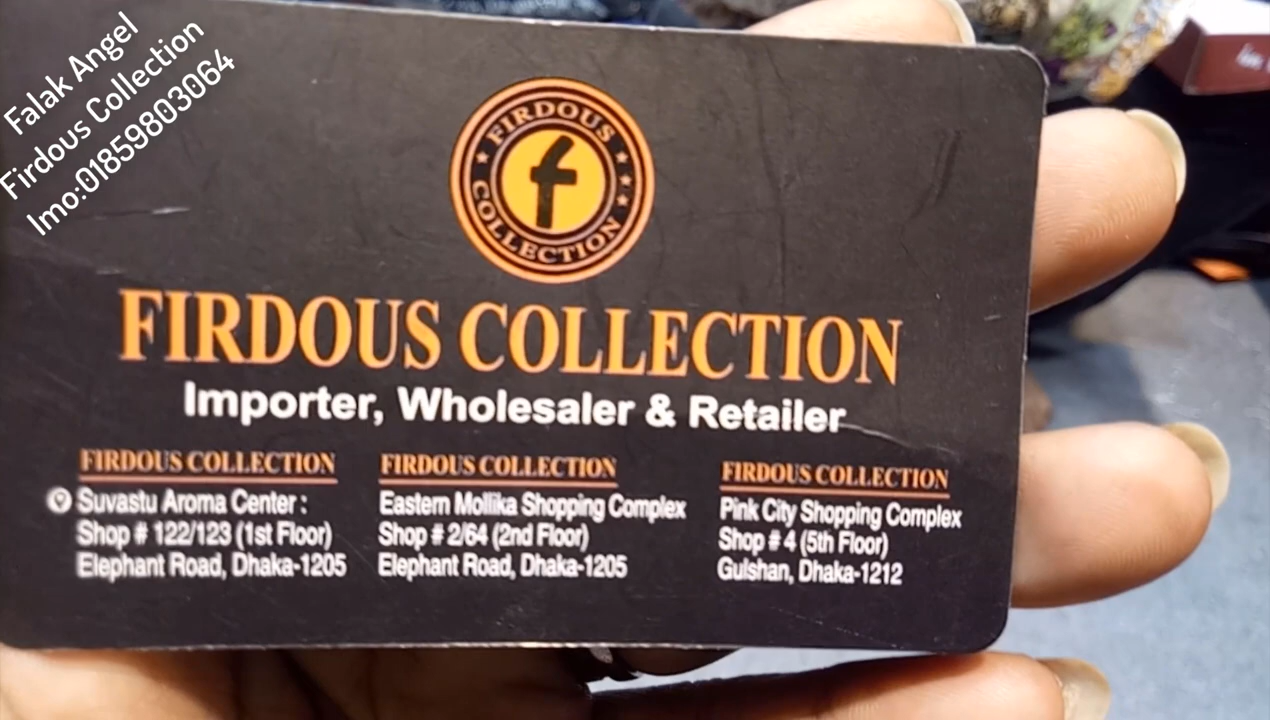 Falak Angel
Firdous Collection
Imo:01859803064
FIRDOUS
COLLECTION
f
FIRDOUS COLLECTION
Importer, Wholesaler & Retailer
FIRDOUS COLLECTION
Suvastu Aroma Center :
Shop # 122/123 (1st Floor)
Elephant Road, Dhaka-1205
FIRDOUS COLLECTION
Eastern Mollika Shopping Complex
Shop # 2/64 (2nd Floor)
Elephant Road, Dhaka-1205
FIRDOUS COLLECTION
Pink City Shopping Complex
Shop # 4 (5th Floor)
Gulshan, Dhaka-1212